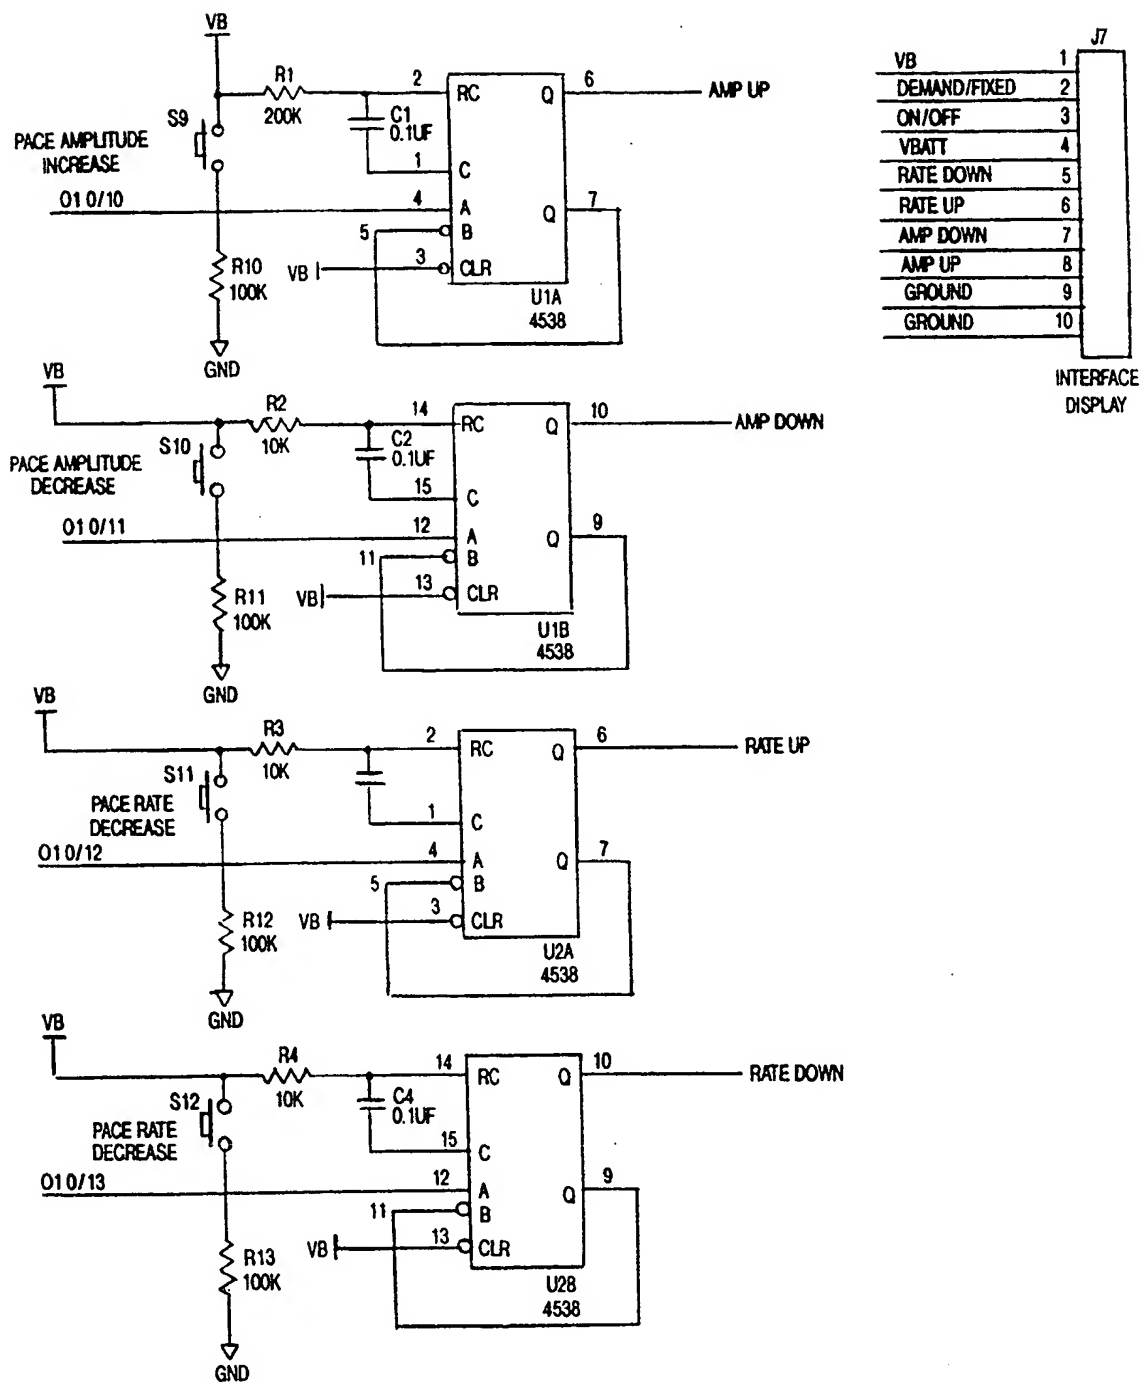 VB
R1
200K
S9
PACE AMPLITUDE
INCREASE
C1
0.1UF
2
RC
Q
6
AMP UP
1
C
01 0/10
4
A
Q
7
5
B
R10
100K
VB
3
CLR
U1A
4538
GND
J7
VB 1
DEMAND/FIXED 2
ON/OFF 3
VBATT 4
RATE DOWN 5
RATE UP 6
AMP DOWN 7
AMP UP 8
GROUND 9
GROUND 10
INTERFACE
DISPLAY
VB
R2
10K
S10
PACE AMPLITUDE
DECREASE
C2
0.1UF
14
RC
Q
10
AMP DOWN
15
C
01 0/11
12
A
Q
9
11
B
R11
100K
VB
13
CLR
U1B
4538
GND
VB
R3
10K
S11
PACE RATE
DECREASE
2
RC
Q
6
RATE UP
1
C
01 0/12
4
A
Q
7
5
B
R12
100K
VB
3
CLR
U2A
4538
GND
VB
R4
10K
S12
PACE RATE
DECREASE
C4
0.1UF
14
RC
Q
10
RATE DOWN
15
C
01 0/13
12
A
Q
9
11
B
R13
100K
VB
13
CLR
U2B
4538
GND